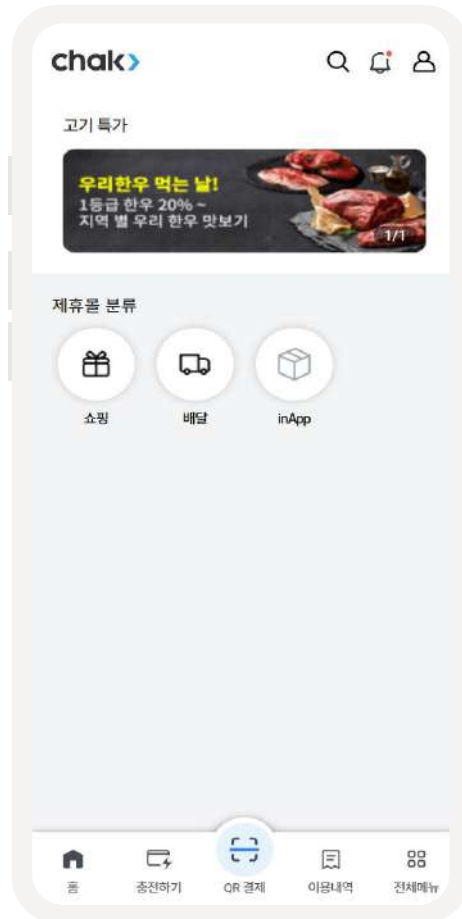 chak
고기 특가
우리한우 먹는 날!
1등급 한우 20% ~
지역 별 우리 한우 맛보기
1/1
제휴몰 분류
쇼핑 배달 inApp
홈 충전하기 QR 결제 이용내역 전체메뉴